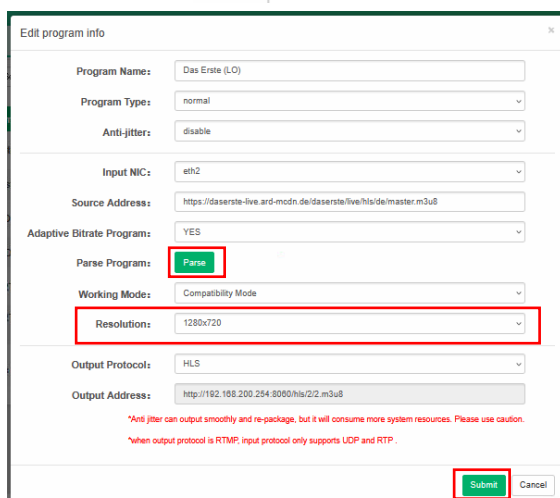 Edit program info ×
Program Name: Das Erste (LO)
Program Type: normal
Anti-jitter: disable
Input NIC: eth2
Source Address: https://daserste-live.ard-mcdn.de/daserste/live/hls/de/master.m3u8
Adaptive Bitrate Program: YES
Parse Program: Parse
Working Mode: Compatibility Mode
Resolution: 1280x720
Output Protocol: HLS
Output Address: http://192.168.200.254:8060/hls/2/2.m3u8
*Anti jitter can output smoothly and re-package, but it will consume more system resources. Please use caution.
*when output protocol is RTMP, input protocol only supports UDP and RTP .
Submit Cancel